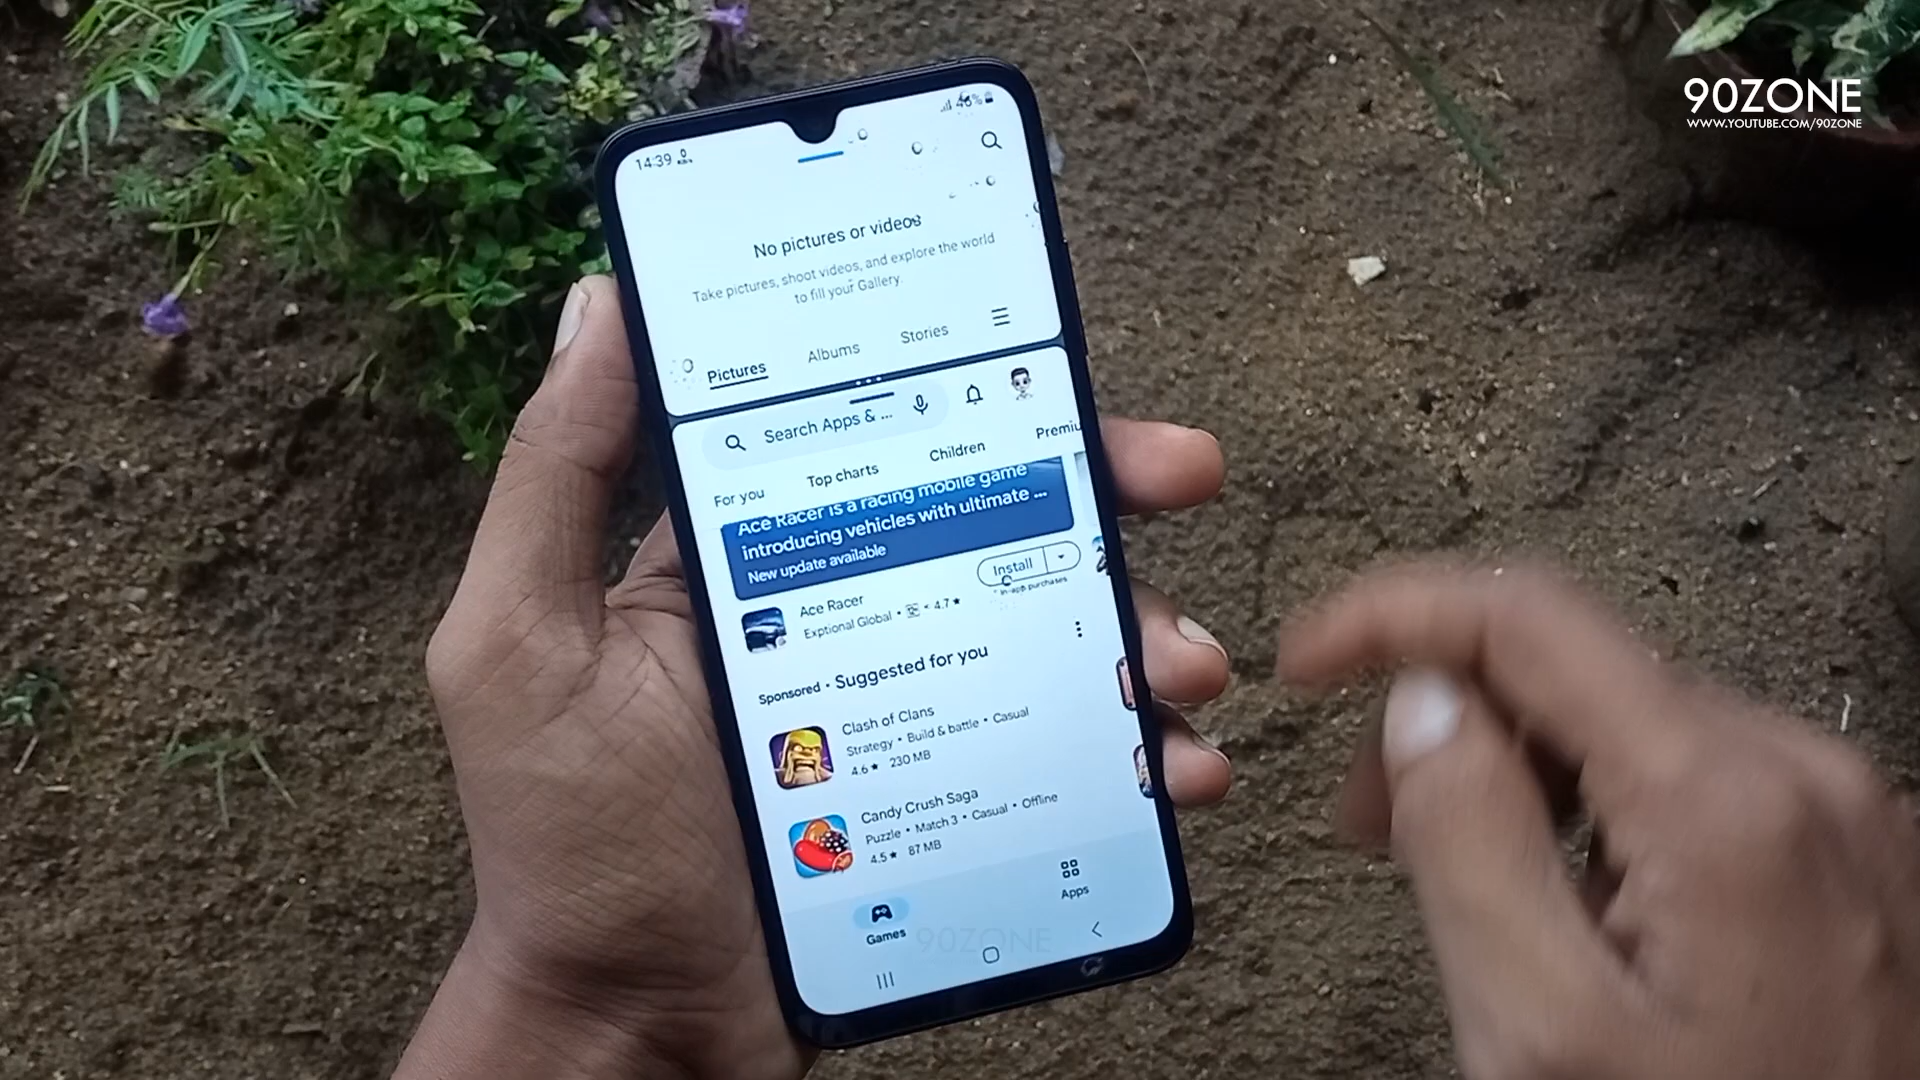 90ZONE
WWW.YOUTUBE.COM/90ZONE
14:39
No pictures or videos
Take pictures, shoot videos, and explore the world
to fill your Gallery.
Pictures
Albums
Stories
Search Apps & ...
For you
Top charts
Children
Premiu
Ace Racer is a racing mobile game
introducing vehicles with ultimate ...
New update available
Install
In-app purchases
Ace Racer
Exptional Global • 4.7★
Sponsored • Suggested for you
Clash of Clans
Strategy • Build & battle • Casual
4.6★ 230 MB
Candy Crush Saga
Puzzle • Match 3 • Casual • Offline
4.5★ 87 MB
Games
Apps
90ZONE